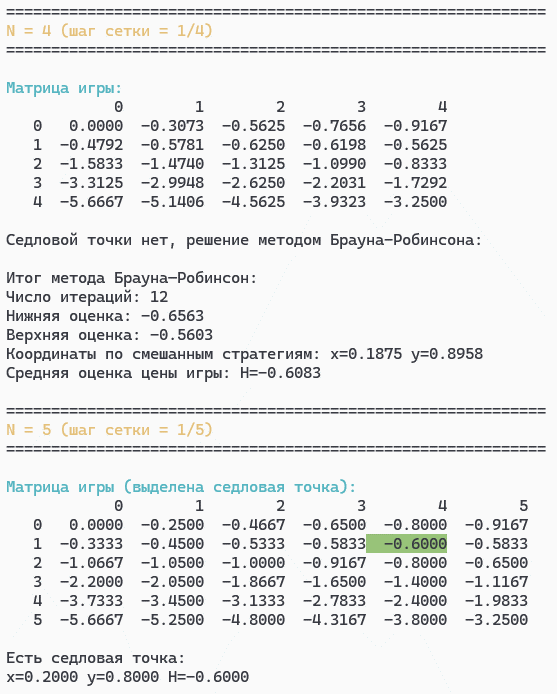 ============================================================
N = 4 (шаг сетки = 1/4)
============================================================
Матрица игры:
0 1 2 3 4
0 0.0000 -0.3073 -0.5625 -0.7656 -0.9167
1 -0.4792 -0.5781 -0.6250 -0.6198 -0.5625
2 -1.5833 -1.4740 -1.3125 -1.0990 -0.8333
3 -3.3125 -2.9948 -2.6250 -2.2031 -1.7292
4 -5.6667 -5.1406 -4.5625 -3.9323 -3.2500
Седловой точки нет, решение методом Брауна-Робинсона:
Итог метода Брауна-Робинсон:
Число итераций: 12
Нижняя оценка: -0.6563
Верхняя оценка: -0.5603
Координаты по смешанным стратегиям: x=0.1875 y=0.8958
Средняя оценка цены игры: H=-0.6083
============================================================
N = 5 (шаг сетки = 1/5)
============================================================
Матрица игры (выделена седловая точка):
0 1 2 3 4 5
0 0.0000 -0.2500 -0.4667 -0.6500 -0.8000 -0.9167
1 -0.3333 -0.4500 -0.5333 -0.5833 -0.6000 -0.5833
2 -1.0667 -1.0500 -1.0000 -0.9167 -0.8000 -0.6500
3 -2.2000 -2.0500 -1.8667 -1.6500 -1.4000 -1.1167
4 -3.7333 -3.4500 -3.1333 -2.7833 -2.4000 -1.9833
5 -5.6667 -5.2500 -4.8000 -4.3167 -3.8000 -3.2500
Есть седловая точка:
x=0.2000 y=0.8000 H=-0.6000